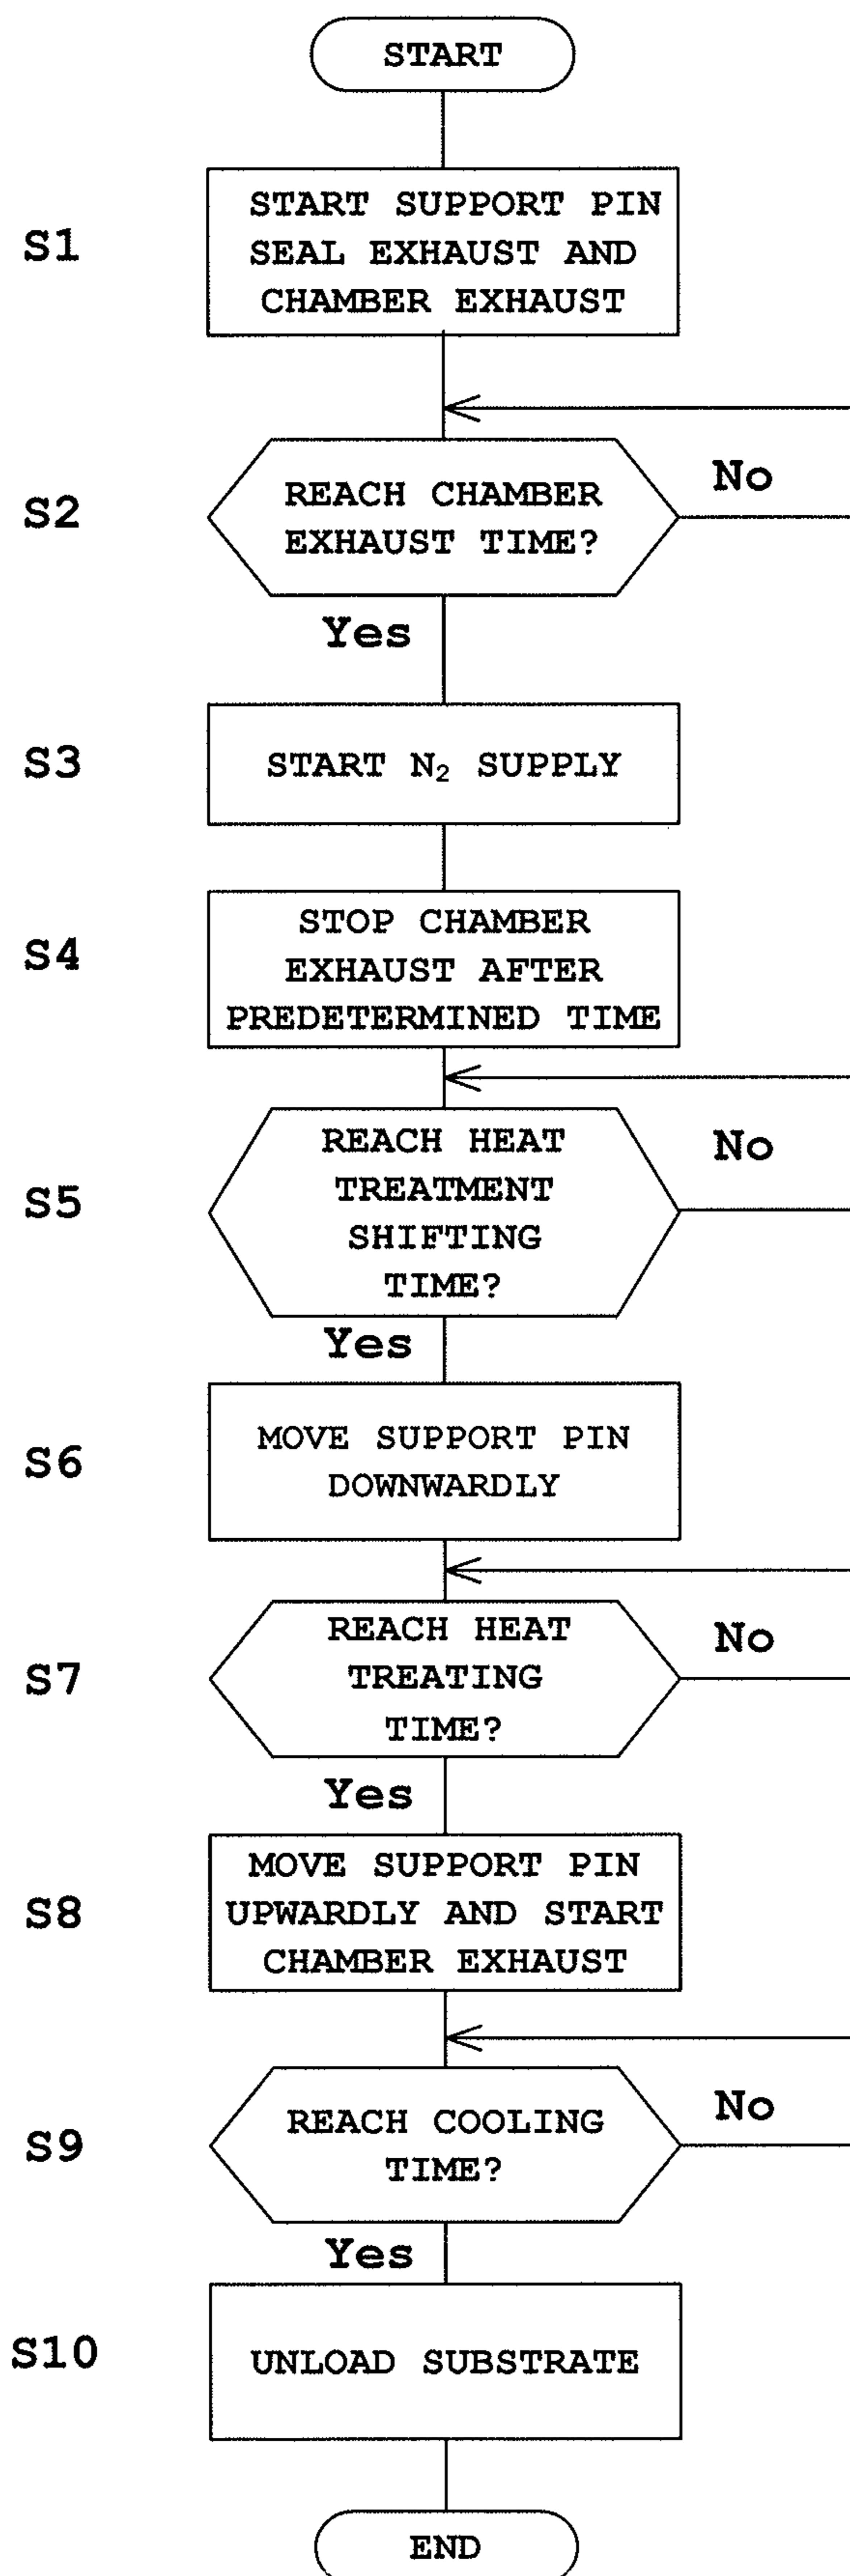 START
S1
START SUPPORT PIN
SEAL EXHAUST AND
CHAMBER EXHAUST
S2
REACH CHAMBER
EXHAUST TIME?
No
Yes
S3
START N₂ SUPPLY
S4
STOP CHAMBER
EXHAUST AFTER
PREDETERMINED TIME
S5
REACH HEAT
TREATMENT
SHIFTING
TIME?
No
Yes
S6
MOVE SUPPORT PIN
DOWNWARDLY
S7
REACH HEAT
TREATING
TIME?
No
Yes
S8
MOVE SUPPORT PIN
UPWARDLY AND START
CHAMBER EXHAUST
S9
REACH COOLING
TIME?
No
Yes
S10
UNLOAD SUBSTRATE
END